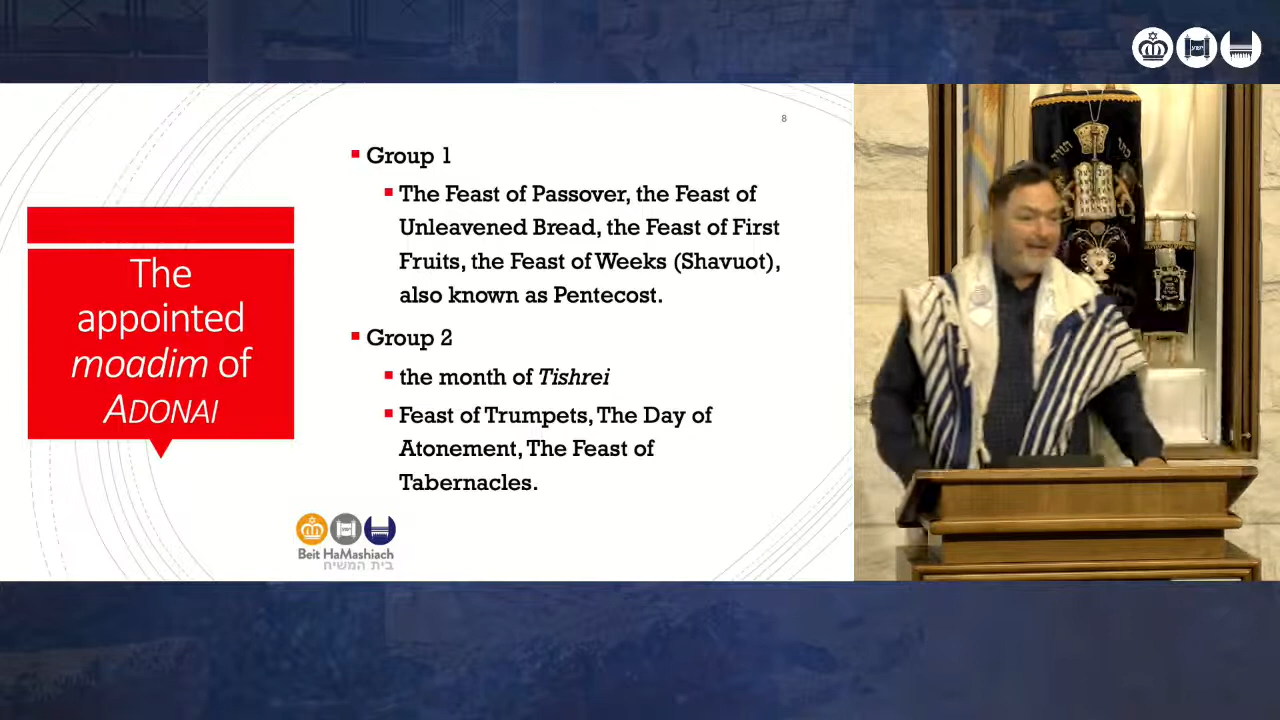 8
The
appointed
moadim of
ADONAI
Group 1
The Feast of Passover, the Feast of
Unleavened Bread, the Feast of First
Fruits, the Feast of Weeks (Shavuot),
also known as Pentecost.
Group 2
the month of Tishrei
Feast of Trumpets, The Day of
Atonement, The Feast of
Tabernacles.
Beit HaMashiach
בית המשיח